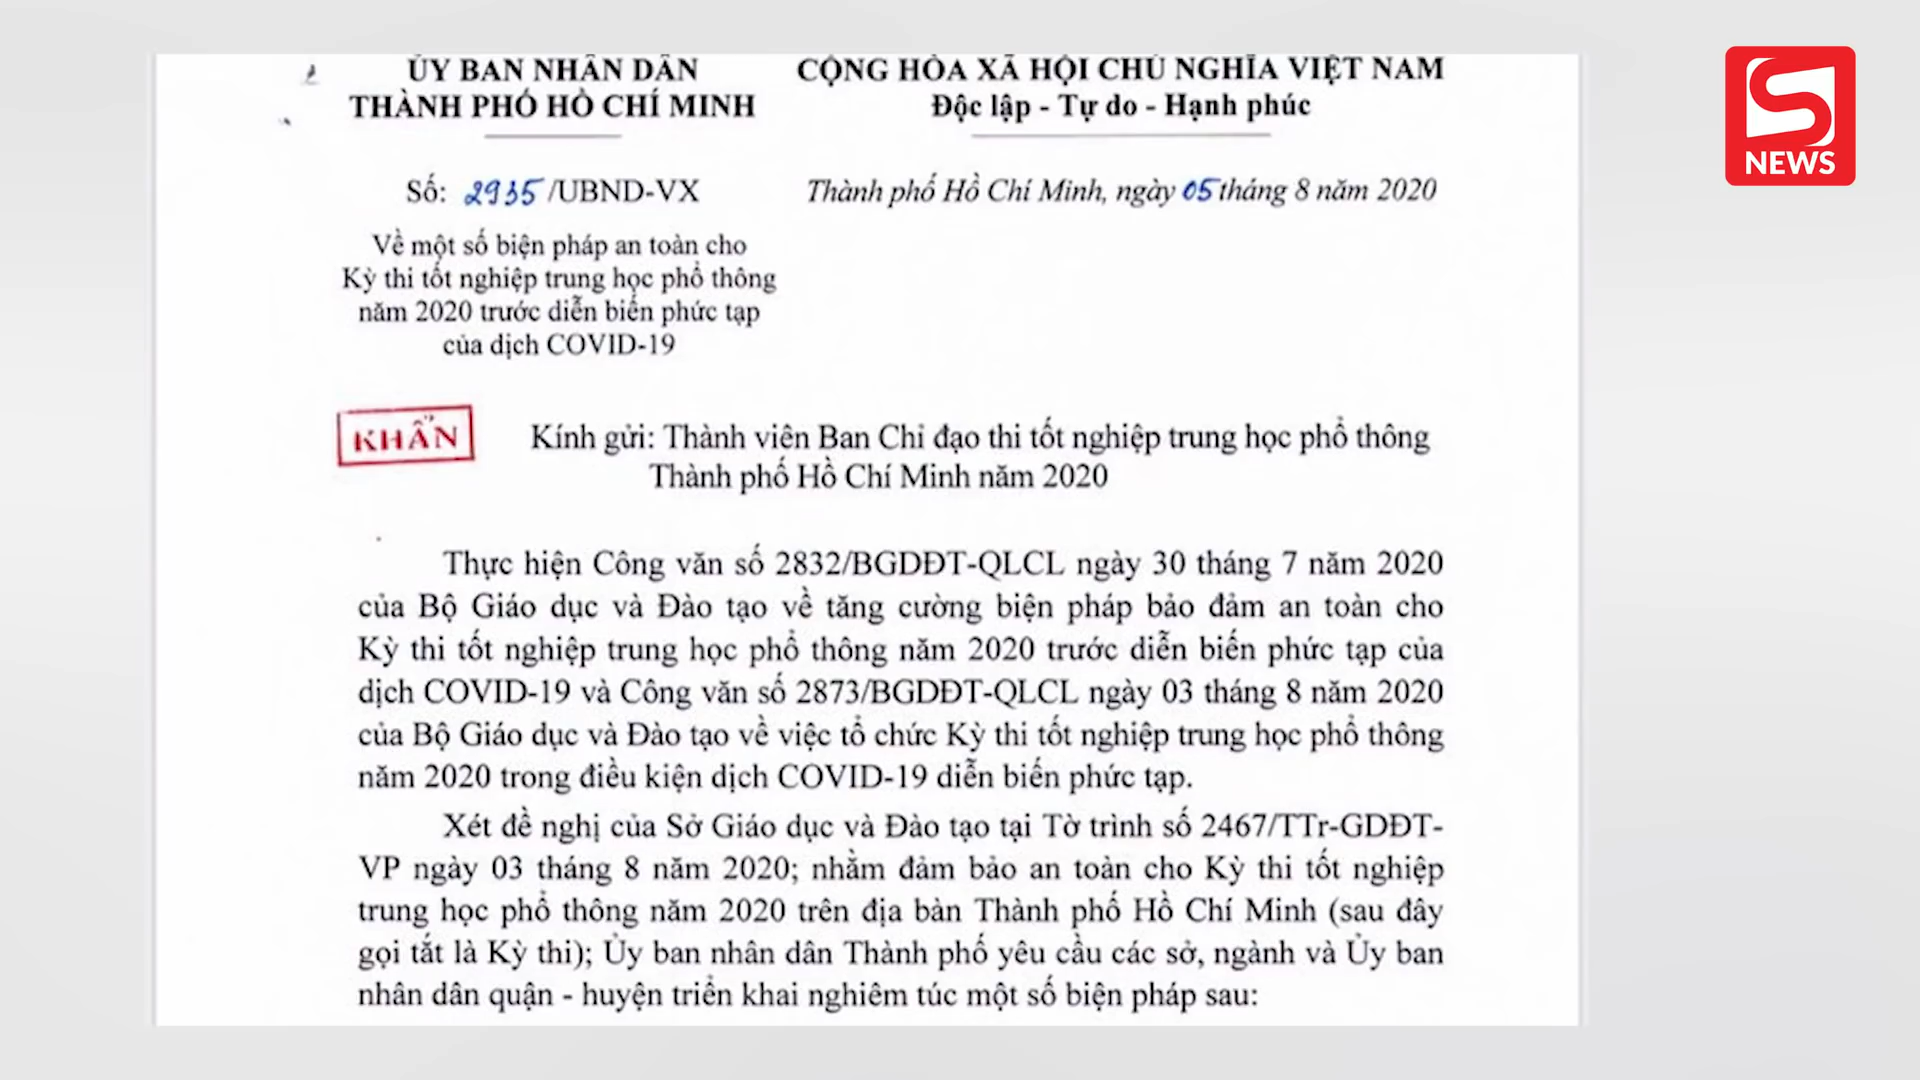 ỦY BAN NHÂN DÂN
THÀNH PHỐ HỒ CHÍ MINH
CỘNG HÒA XÃ HỘI CHỦ NGHĨA VIỆT NAM
Độc lập - Tự do - Hạnh phúc
Số: 2935/UBND-VX
Thành phố Hồ Chí Minh, ngày 05 tháng 8 năm 2020
Về một số biện pháp an toàn cho
Kỳ thi tốt nghiệp trung học phổ thông
năm 2020 trước diễn biến phức tạp
của dịch COVID-19
KHẨN
Kính gửi: Thành viên Ban Chỉ đạo thi tốt nghiệp trung học phổ thông
Thành phố Hồ Chí Minh năm 2020
Thực hiện Công văn số 2832/BGDĐT-QLCL ngày 30 tháng 7 năm 2020
của Bộ Giáo dục và Đào tạo về tăng cường biện pháp bảo đảm an toàn cho
Kỳ thi tốt nghiệp trung học phổ thông năm 2020 trước diễn biến phức tạp của
dịch COVID-19 và Công văn số 2873/BGDĐT-QLCL ngày 03 tháng 8 năm 2020
của Bộ Giáo dục và Đào tạo về việc tổ chức Kỳ thi tốt nghiệp trung học phổ thông
năm 2020 trong điều kiện dịch COVID-19 diễn biến phức tạp.
Xét đề nghị của Sở Giáo dục và Đào tạo tại Tờ trình số 2467/TTr-GDĐT-
VP ngày 03 tháng 8 năm 2020; nhằm đảm bảo an toàn cho Kỳ thi tốt nghiệp
trung học phổ thông năm 2020 trên địa bàn Thành phố Hồ Chí Minh (sau đây
gọi tắt là Kỳ thi); Ủy ban nhân dân Thành phố yêu cầu các sở, ngành và Ủy ban
nhân dân quận - huyện triển khai nghiêm túc một số biện pháp sau:
S
NEWS